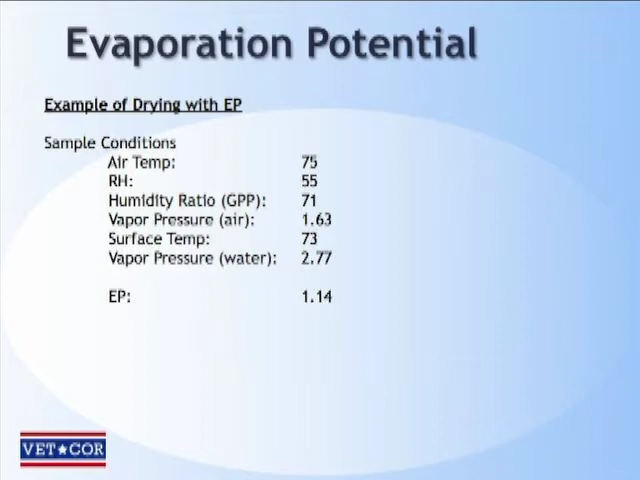 Evaporation Potential
Example of Drying with EP
Sample Conditions
Air Temp: 75
RH: 55
Humidity Ratio (GPP): 71
Vapor Pressure (air): 1.63
Surface Temp: 73
Vapor Pressure (water): 2.77
EP: 1.14
VET★COR